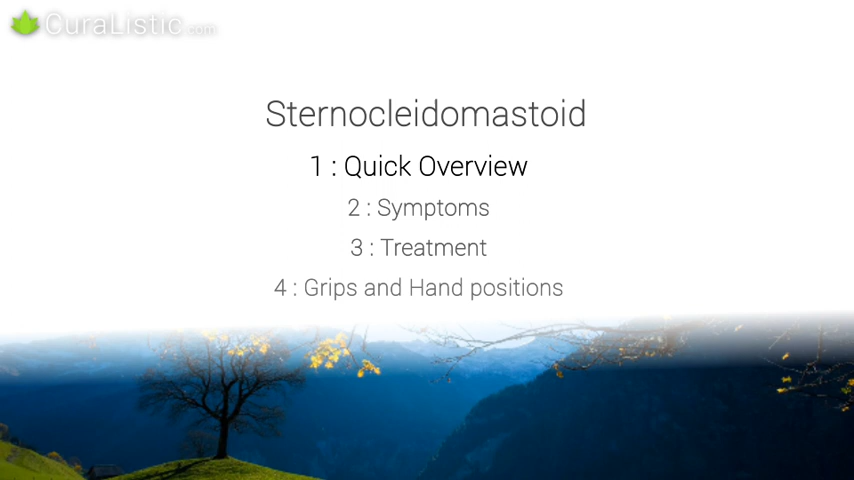 CuraListic.com
Sternocleidomastoid
1 : Quick Overview
2 : Symptoms
3 : Treatment
4 : Grips and Hand positions